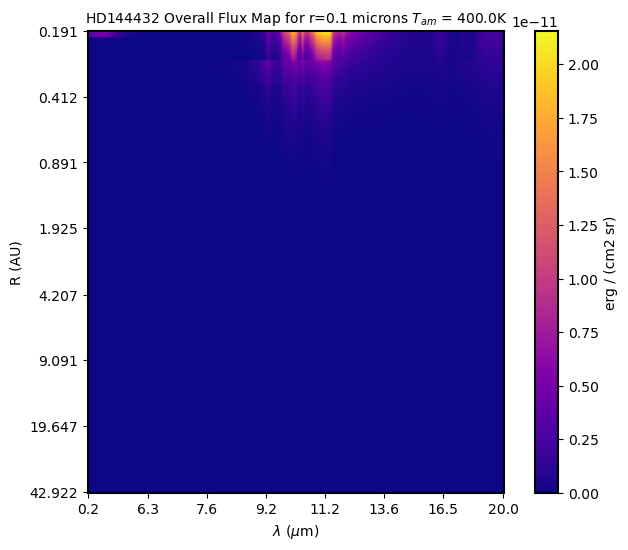 HD144432 Overall Flux Map for r=0.1 microns T_am = 400.0K
1e−11
0.191
0.412
0.891
1.925
4.207
9.091
19.647
42.922
R (AU)
0.2 6.3 7.6 9.2 11.2 13.6 16.5 20.0
λ (μm)
2.00
1.75
1.50
1.25
1.00
0.75
0.50
0.25
0.00
erg / (cm2 sr)